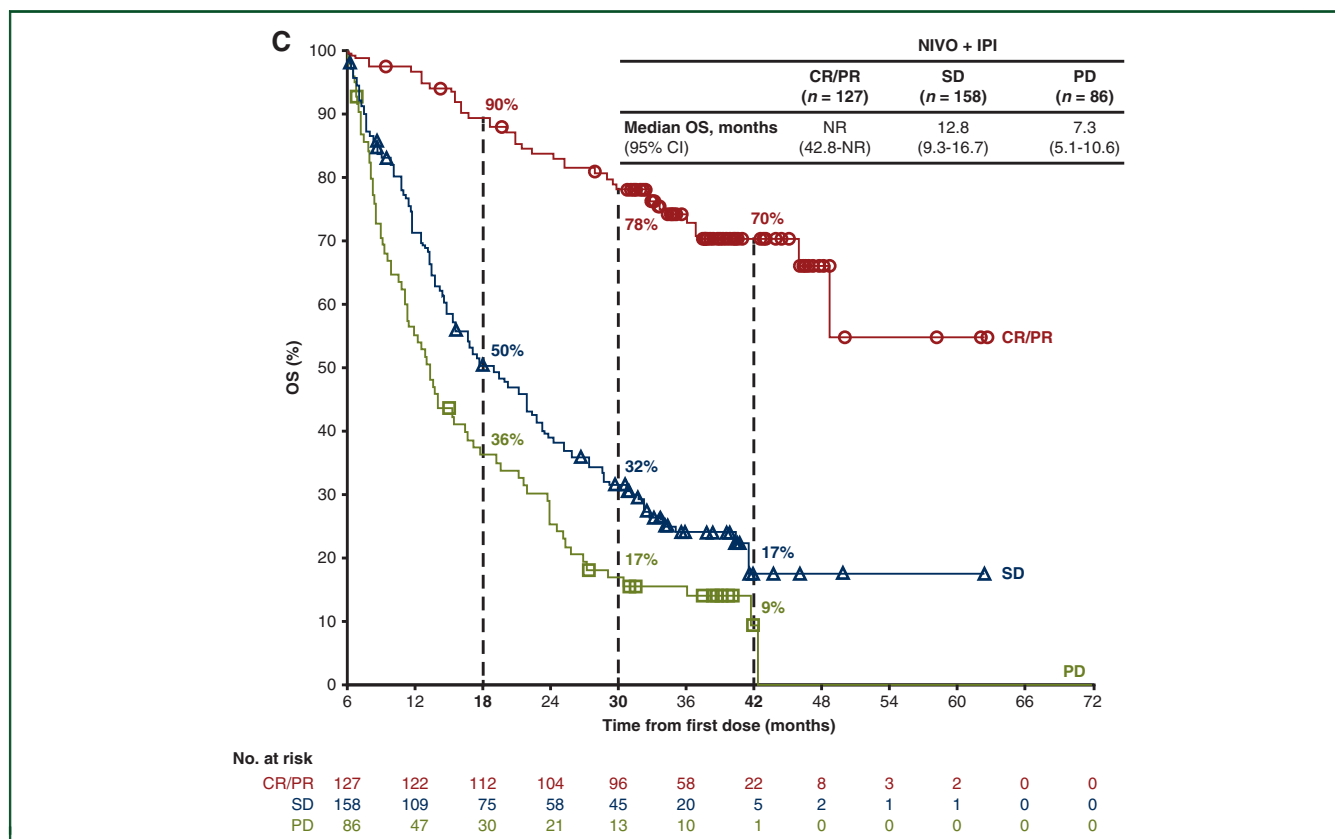 C
NIVO + IPI
CR/PR SD PD
(n = 127) (n = 158) (n = 86)
Median OS, months NR 12.8 7.3
(95% CI) (42.8-NR) (9.3-16.7) (5.1-10.6)
100
90
80
70
60
50
40
30
20
10
0
OS (%)
90%
78%
70%
CR/PR
50%
32%
17%
SD
36%
17%
9%
PD
6 12 18 24 30 36 42 48 54 60 66 72
Time from first dose (months)
No. at risk
CR/PR 127 122 112 104 96 58 22 8 3 2 0 0
SD 158 109 75 58 45 20 5 2 1 1 0 0
PD 86 47 30 21 13 10 1 0 0 0 0 0